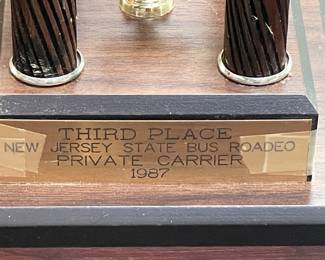 THIRD PLACE
NEW JERSEY STATE BUS ROADEO
PRIVATE CARRIER
1987